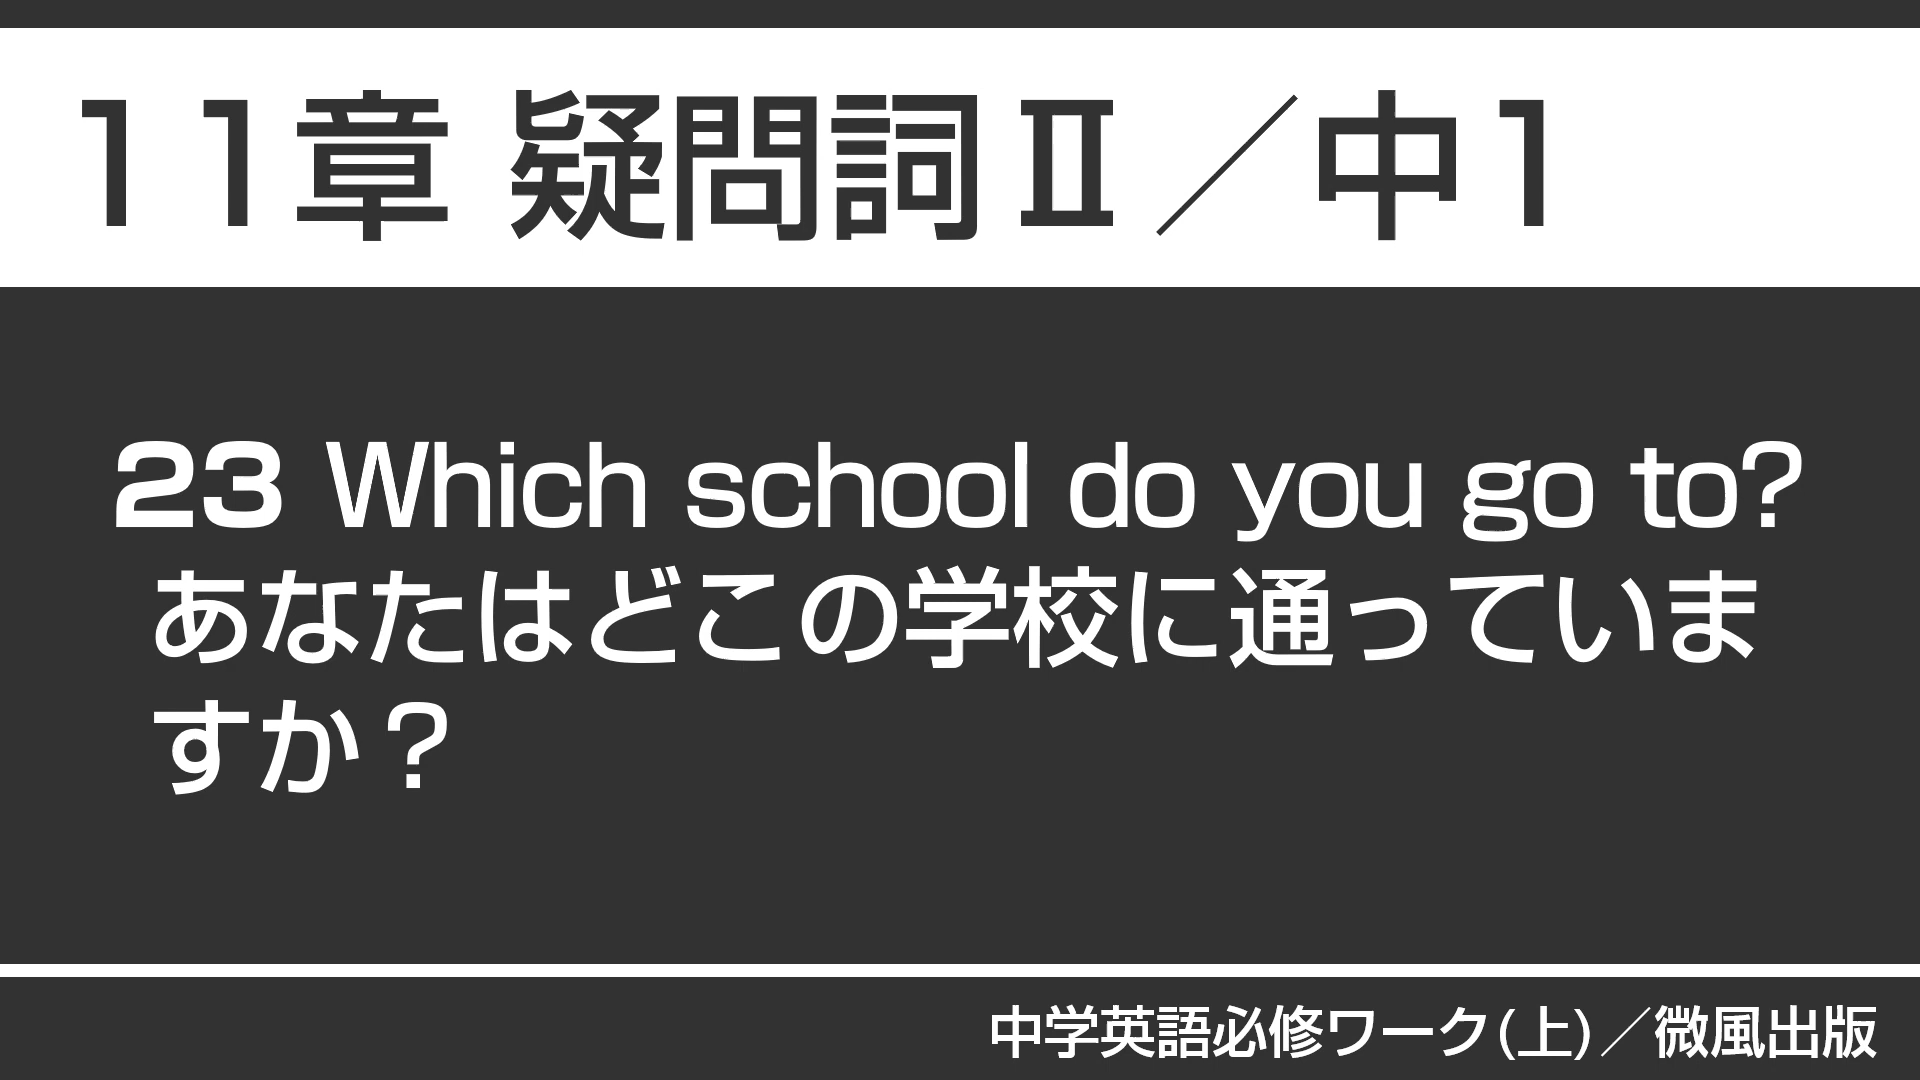 11章 疑問詞Ⅱ／中1
23 Which school do you go to?
あなたはどこの学校に通っていま
すか？
中学英語必修ワーク(上)／微風出版